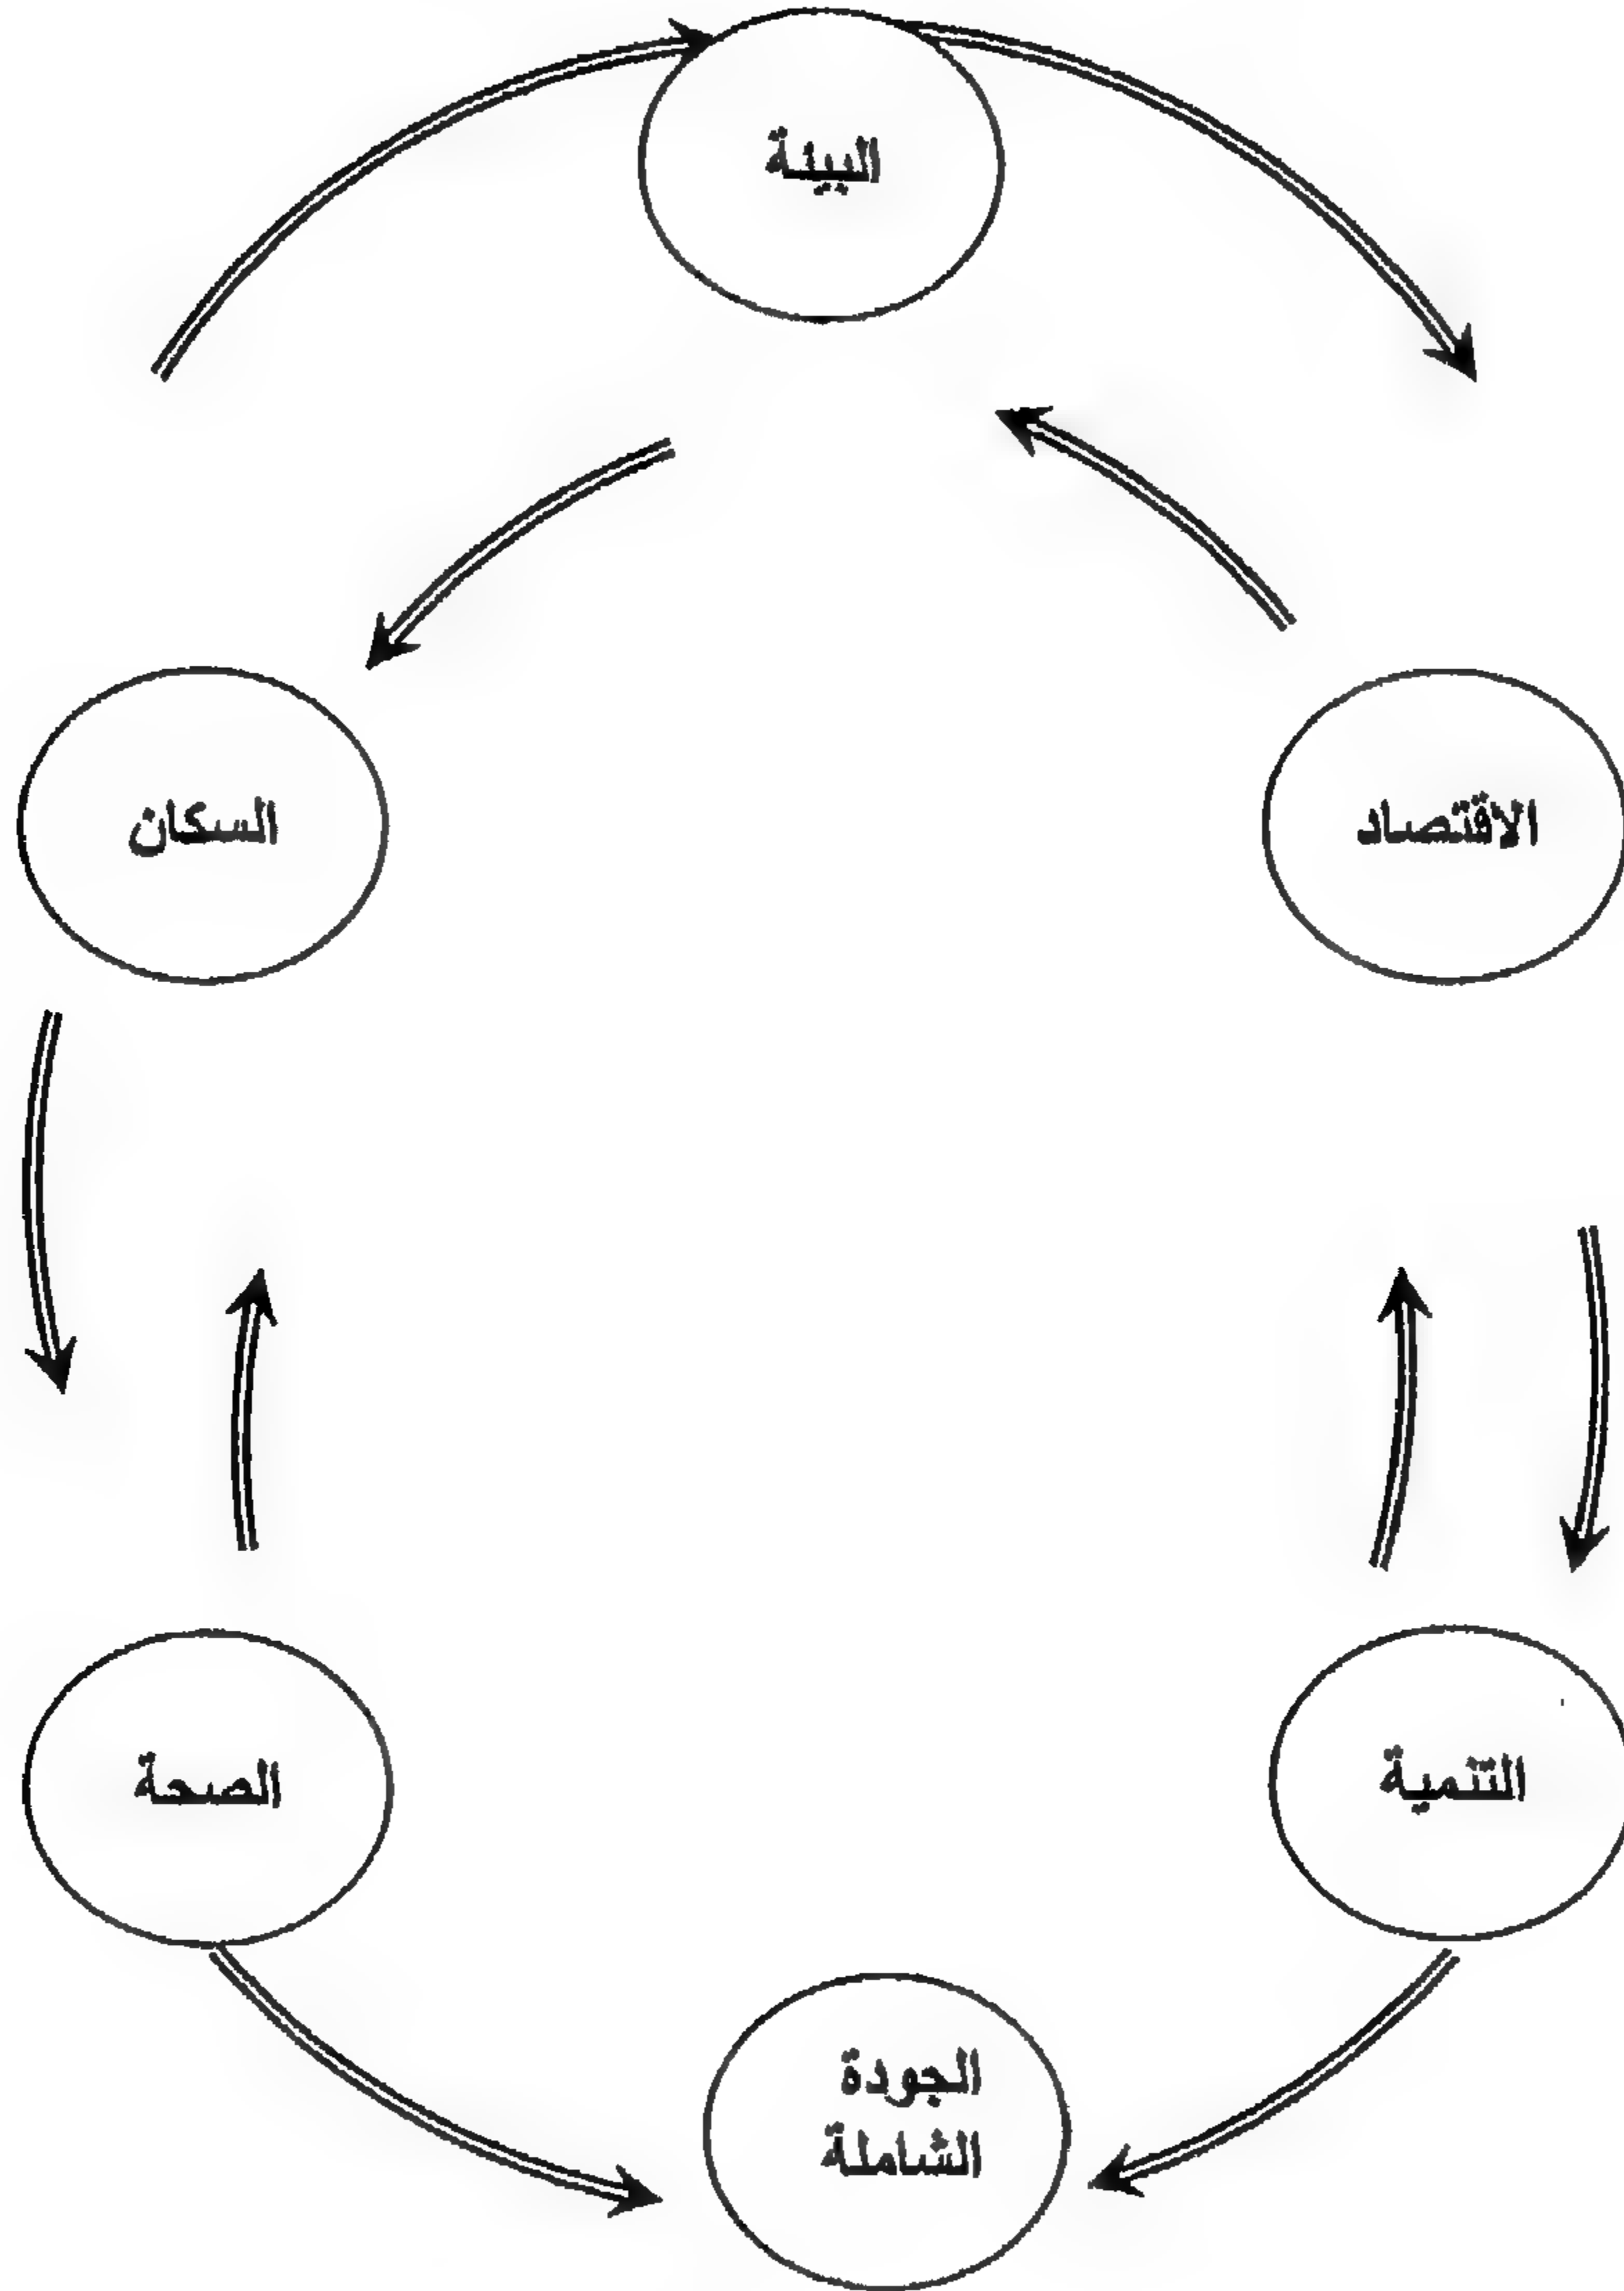 البيئة
الاقتصاد
السكان
التنمية
الصحة
الجودة
الشاملة